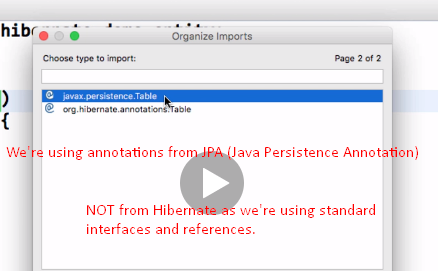 hibernate demo entity;
Organize Imports
Choose type to import:
Page 2 of 2
)
{
javax.persistence.Table
org.hibernate.annotations.Table
We're using annotations from JPA (Java Persistence Annotation)
NOT from Hibernate as we're using standard
interfaces and references.